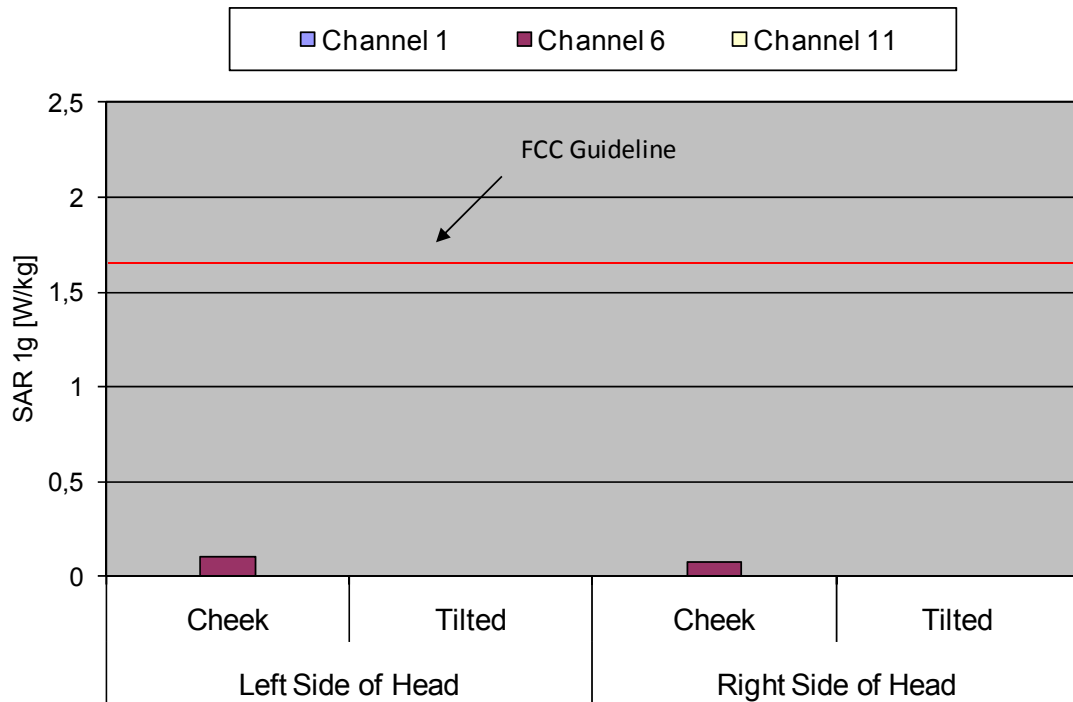 Channel 1 Channel 6 Channel 11
2,5
FCC Guideline
2
1,5
1
0,5
0
SAR 1g [W/kg]
Cheek Tilted Cheek Tilted
Left Side of Head Right Side of Head